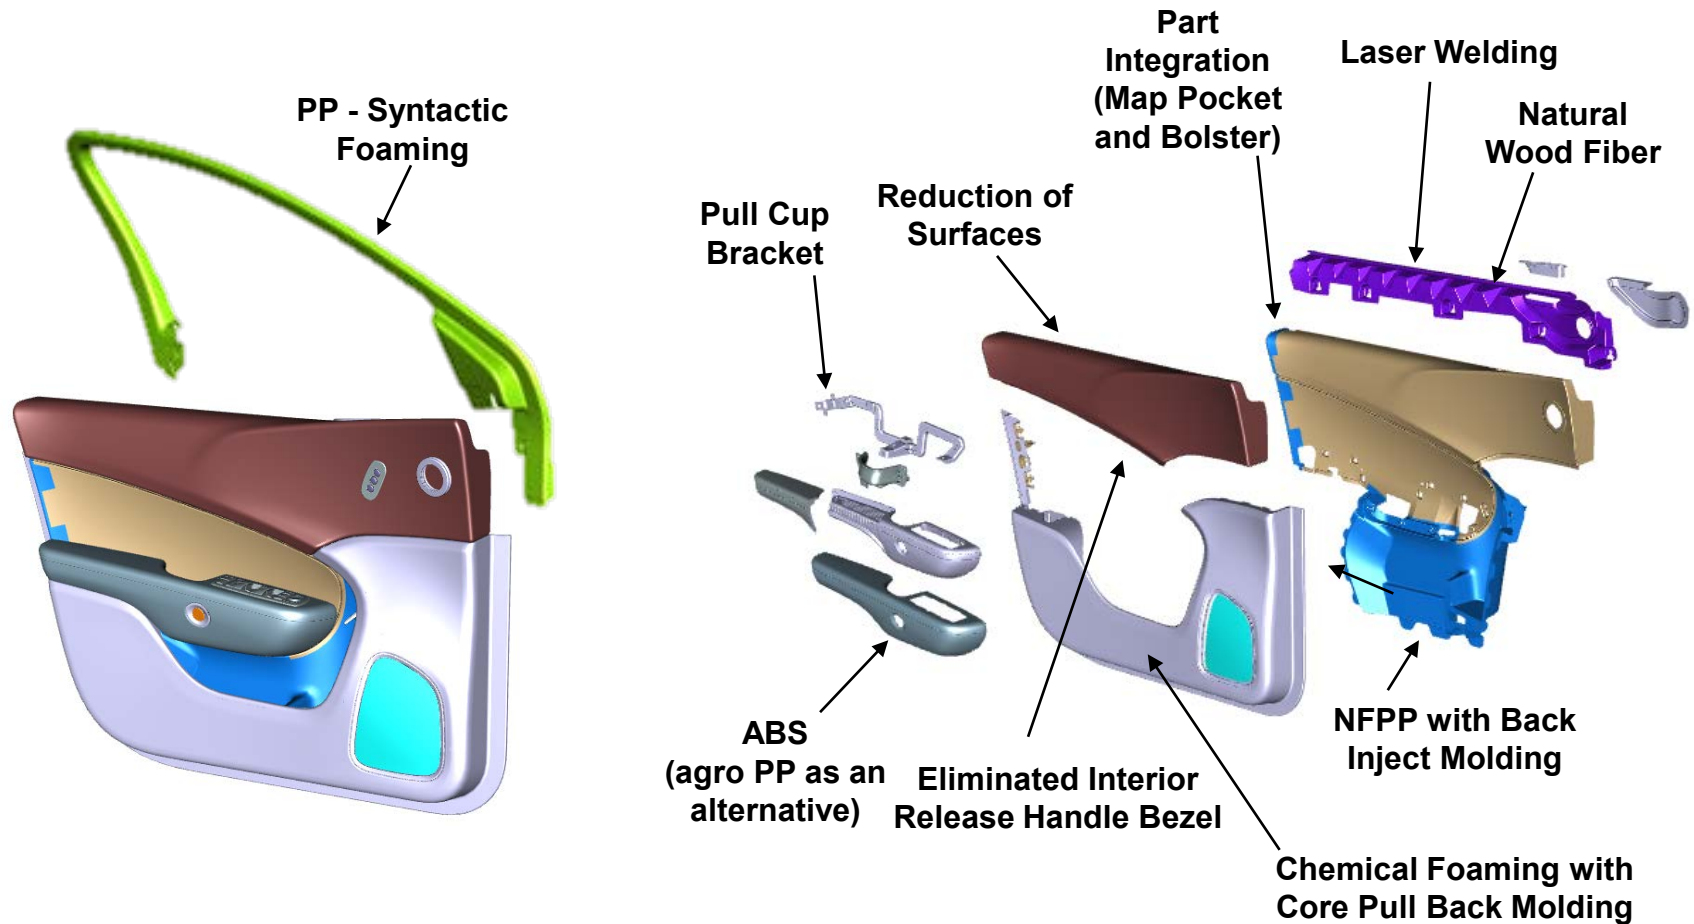 PP - Syntactic
Foaming
Pull Cup
Bracket
Reduction of
Surfaces
Part
Integration
(Map Pocket
and Bolster)
Laser Welding
Natural
Wood Fiber
ABS
(agro PP as an
alternative)
Eliminated Interior
Release Handle Bezel
NFPP with Back
Inject Molding
Chemical Foaming with
Core Pull Back Molding